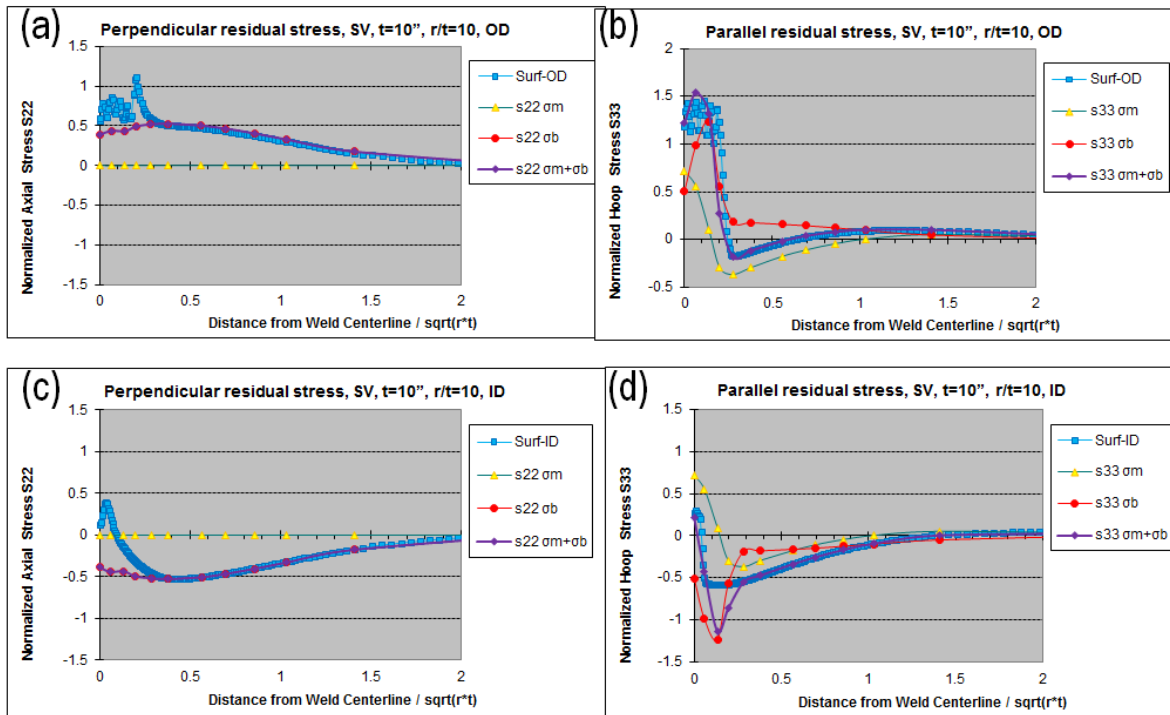 (a)
Perpendicular residual stress, SV, t=10”, r/t=10, OD
Normalized Axial Stress S22
1.5
1
0.5
0
-0.5
-1
-1.5
0 0.5 1 1.5 2
Distance from Weld Centerline / sqrt(r*t)
Surf-OD
s22 σm
s22 σb
s22 σm+σb
(b)
Parallel residual stress, SV, t=10”, r/t=10, OD
Normalized Hoop Stress S33
2
1.5
1
0.5
0
-0.5
0 0.5 1 1.5 2
Distance from Weld Centerline / sqrt(r*t)
Surf-OD
s33 σm
s33 σb
s33 σm+σb
(c)
Perpendicular residual stress, SV, t=10”, r/t=10, ID
Normalized Axial Stress S22
1.5
1
0.5
0
-0.5
-1
-1.5
0 0.5 1 1.5 2
Distance from Weld Centerline / sqrt(r*t)
Surf-ID
s22 σm
s22 σb
s22 σm+σb
(d)
Parallel residual stress, SV, t=10”, r/t=10, ID
Normalized Hoop Stress S33
1.5
1
0.5
0
-0.5
-1
-1.5
0 0.5 1 1.5 2
Distance from Weld Centerline / sqrt(r*t)
Surf-ID
s33 σm
s33 σb
s33 σm+σb